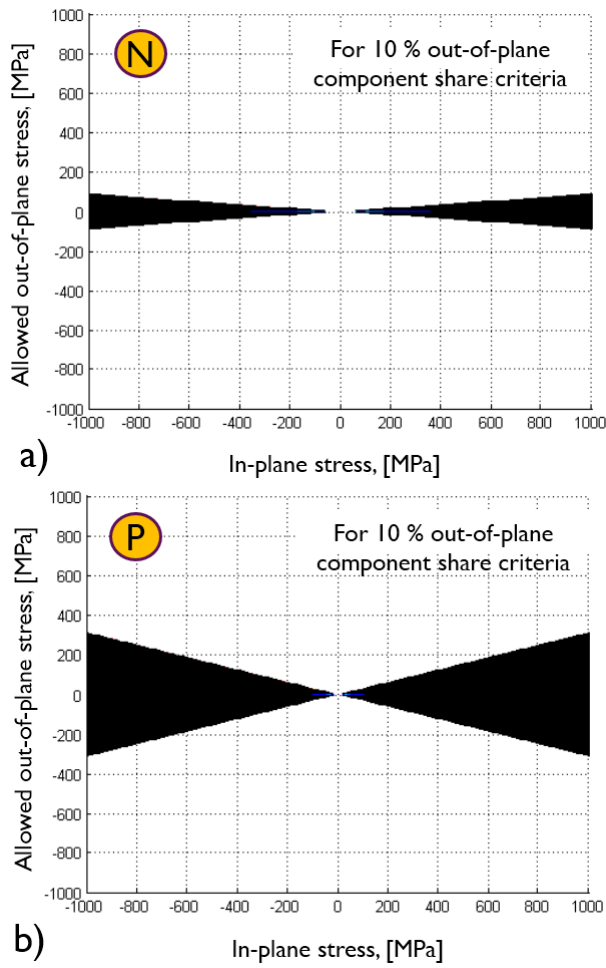 1000
N
For 10 % out-of-plane
component share criteria
800
600
400
200
0
-200
-400
-600
-800
-1000
-1000 -800 -600 -400 -200 0 200 400 600 800 1000
Allowed out-of-plane stress, [MPa]
a)
In-plane stress, [MPa]
1000
P
For 10 % out-of-plane
component share criteria
800
600
400
200
0
-200
-400
-600
-800
-1000
-1000 -800 -600 -400 -200 0 200 400 600 800 1000
Allowed out-of-plane stress, [MPa]
b)
In-plane stress, [MPa]